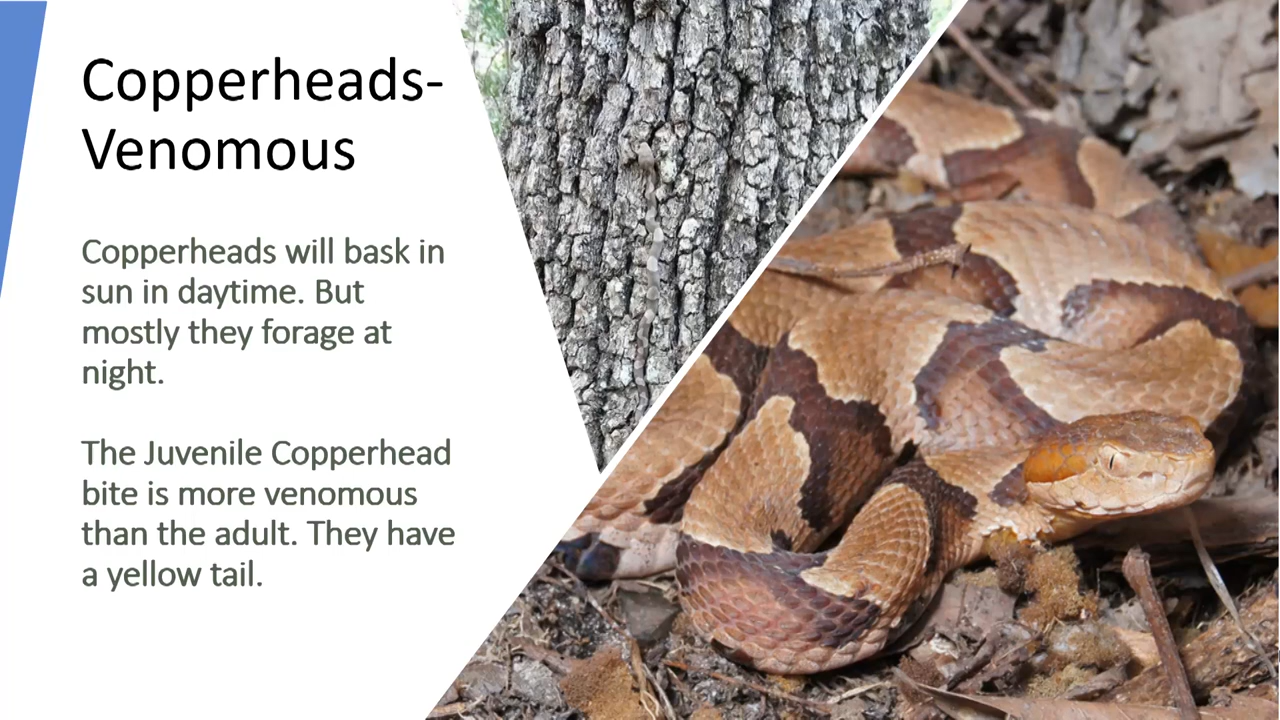 Copperheads-
Venomous
Copperheads will bask in
sun in daytime. But
mostly they forage at
night.
The Juvenile Copperhead
bite is more venomous
than the adult. They have
a yellow tail.